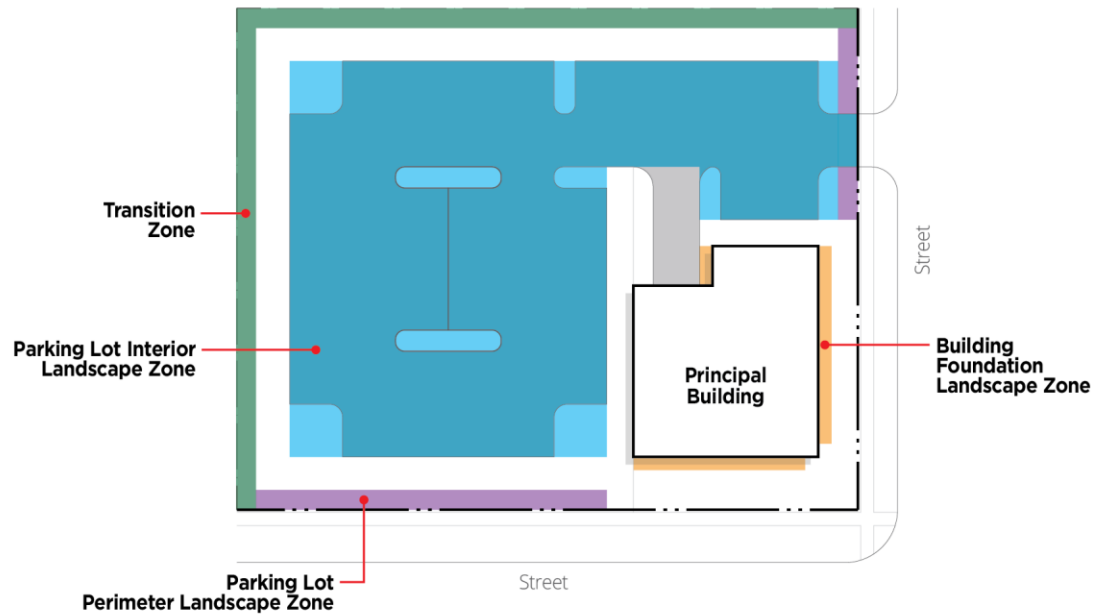 Transition
Zone
Street
Parking Lot Interior
Landscape Zone
Principal
Building
Building
Foundation
Landscape Zone
Street
Parking Lot
Perimeter Landscape Zone